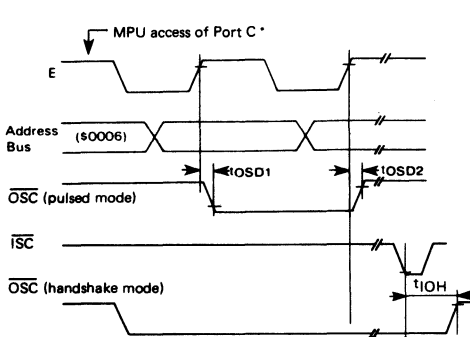 MPU access of Port C *
E
Address
Bus
($0006)
tOSD1
tOSD2
OSC (pulsed mode)
ISC
tIOH
OSC (handshake mode)